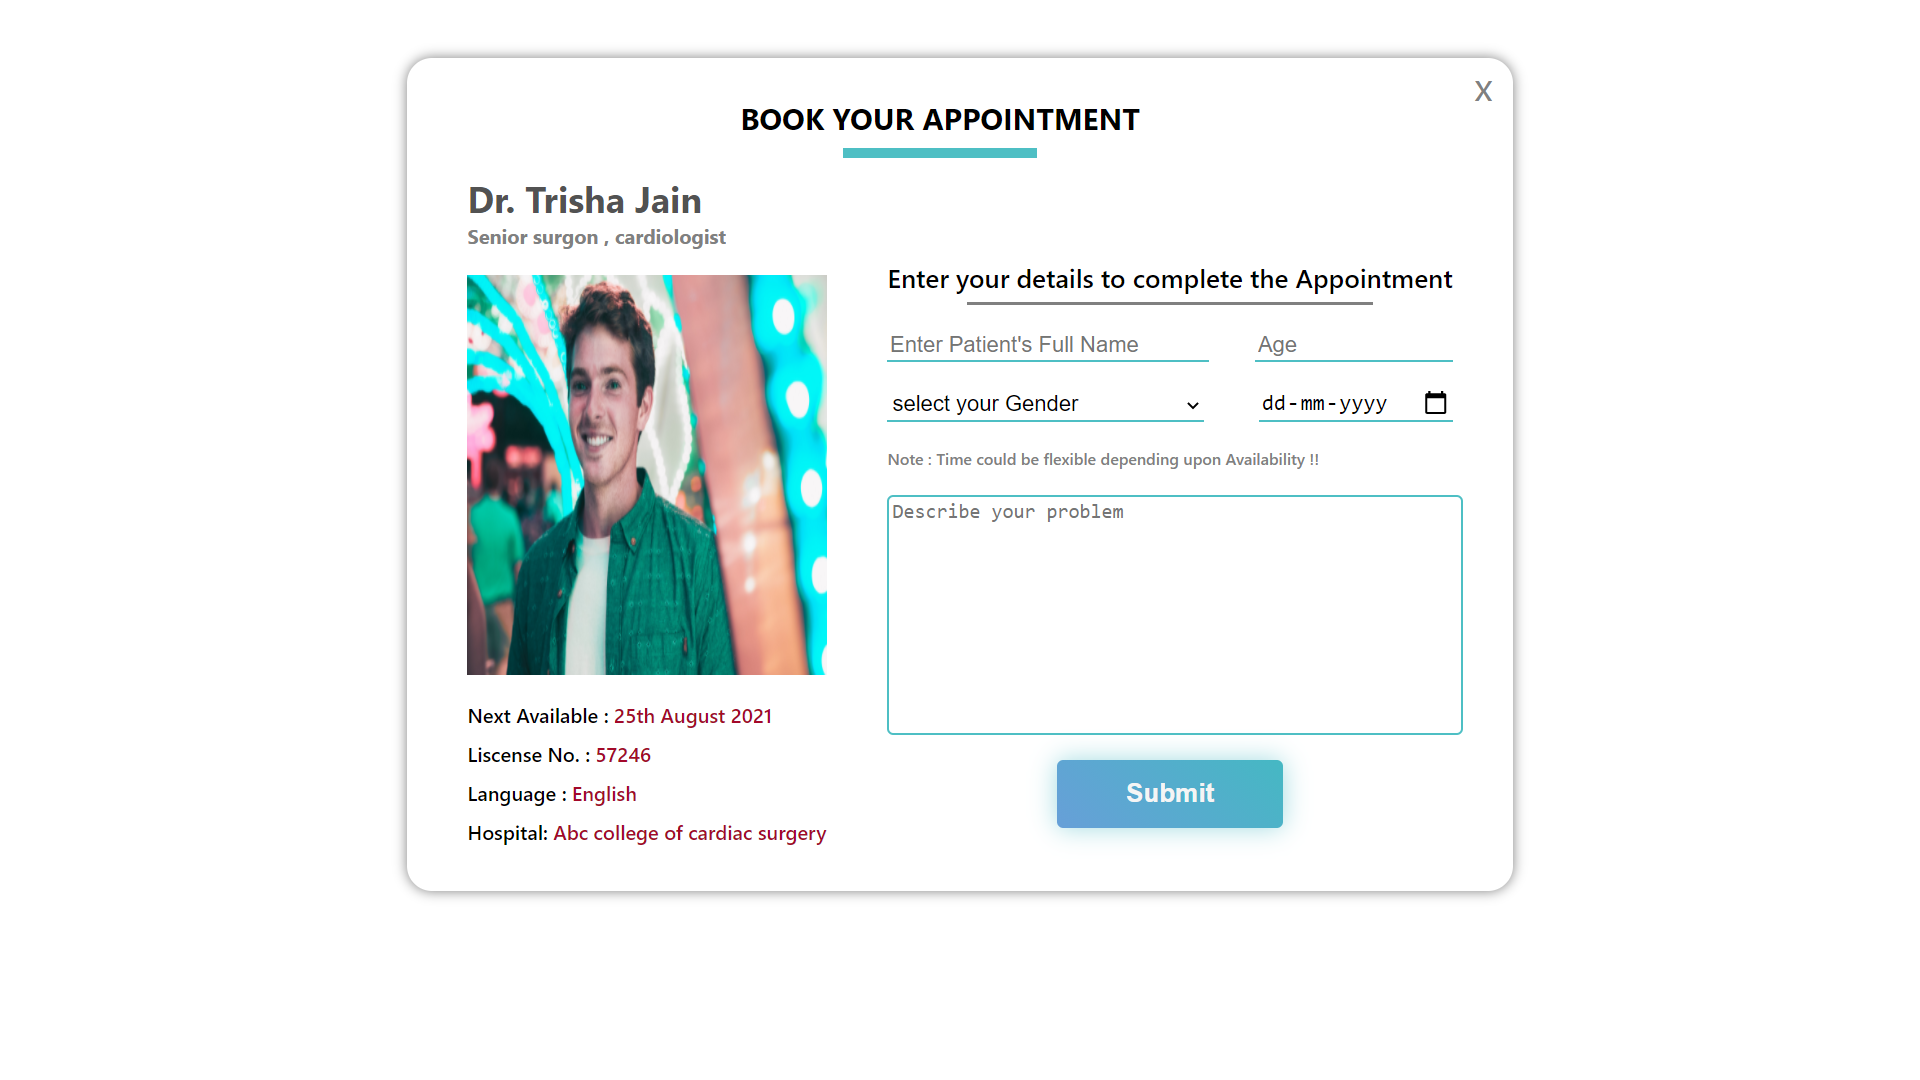 X
BOOK YOUR APPOINTMENT
Dr. Trisha Jain
Senior surgon , cardiologist
Next Available : 25th August 2021
Liscense No. : 57246
Language : English
Hospital: Abc college of cardiac surgery
Enter your details to complete the Appointment
Enter Patient's Full Name
Age
select your Gender
dd-mm-yyyy
Note : Time could be flexible depending upon Availability !!
Describe your problem
Submit